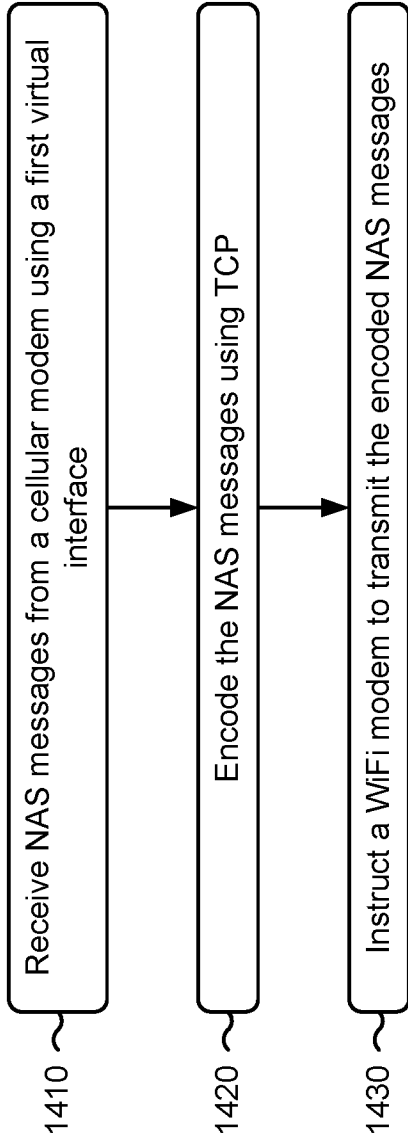 1410
Receive NAS messages from a cellular modem using a first virtual
interface
1420
Encode the NAS messages using TCP
1430
Instruct a WiFi modem to transmit the encoded NAS messages